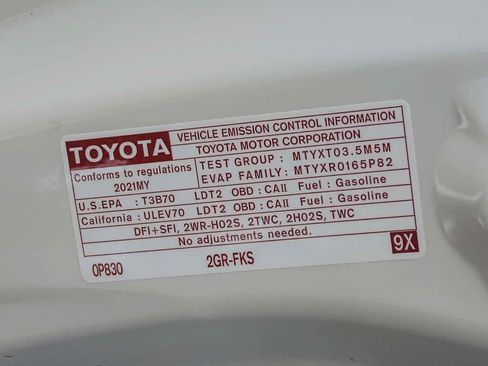 TOYOTA
VEHICLE EMISSION CONTROL INFORMATION
TOYOTA MOTOR CORPORATION
Conforms to regulations
2021MY
TEST GROUP : MTYXT03.5M5M
EVAP FAMILY: MTYXR0165P82
U.S.EPA : T3B70 LDT2 OBD : CAII Fuel : Gasoline
California : ULEV70 LDT2 OBD : CAII Fuel : Gasoline
DFI+SFI, 2WR-HO2S, 2TWC, 2HO2S, TWC
No adjustments needed.
0P830
2GR-FKS
9X